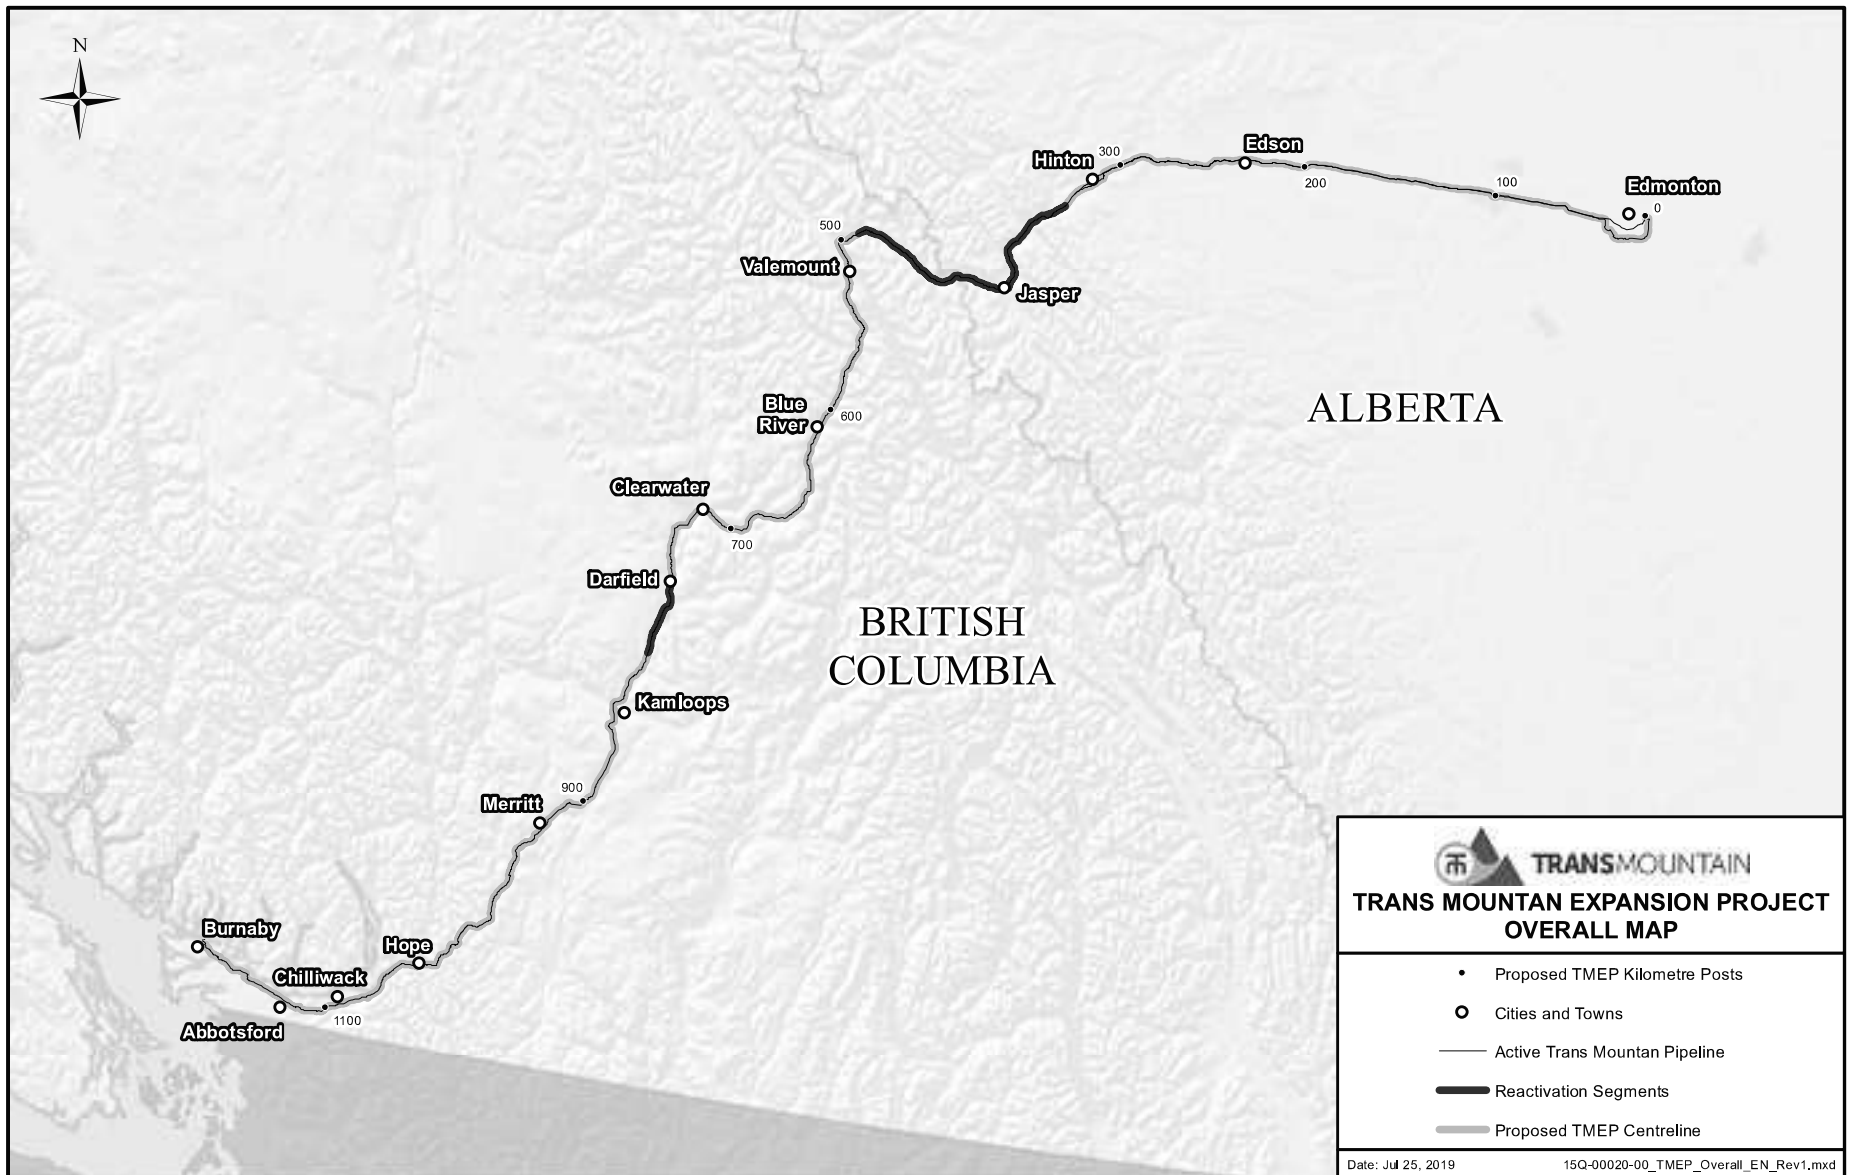 N
Hinton
300
Edson
200
100
Edmonton
0
500
Valemount
Jasper
ALBERTA
Blue
River
600
Clearwater
700
Darfield
BRITISH
COLUMBIA
Kamloops
900
Merritt
Burnaby
Hope
Chilliwack
1100
Abbotsford
TRANSMOUNTAIN
TRANS MOUNTAN EXPANSION PROJECT
OVERALL MAP
Proposed TMEP Kilometre Posts
Cities and Towns
Active Trans Mountan Pipeline
Reactivation Segments
Proposed TMEP Centreline
Date: Jul 25, 2019 15Q-00020-00_TMEP_Overall_EN_Rev1.mxd